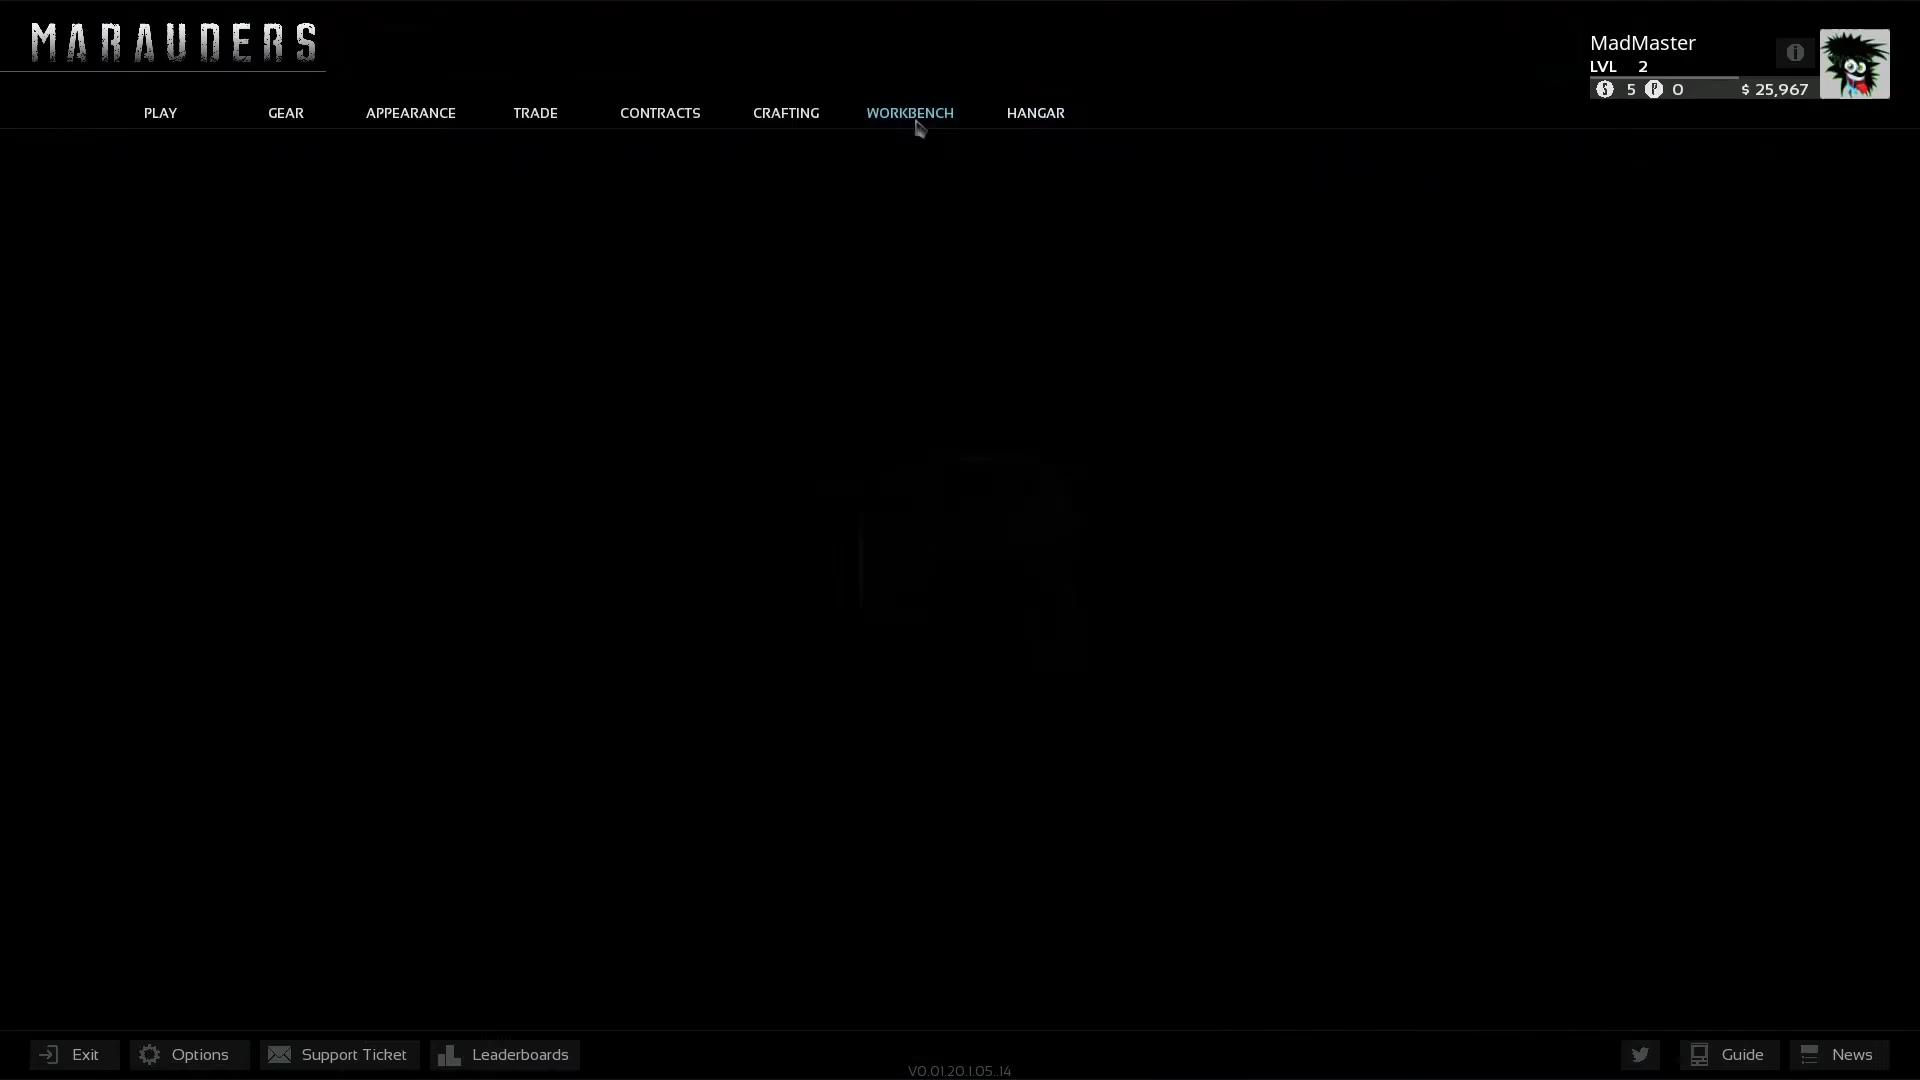 MARAUDERS
MadMaster
LVL 2
5 0 $ 25,967
PLAY GEAR APPEARANCE TRADE CONTRACTS CRAFTING WORKBENCH HANGAR
Exit Options Support Ticket Leaderboards Guide News
V0.01.20.1.05..14